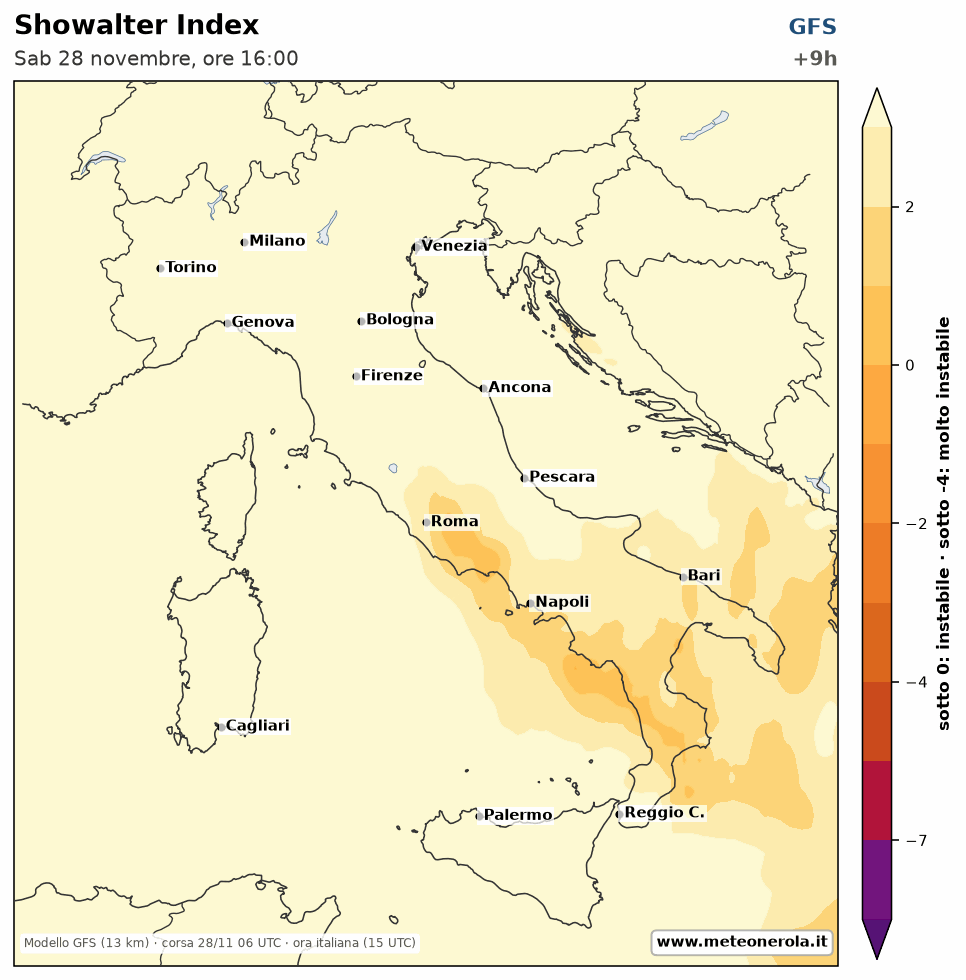 Showalter Index
GFS
Sab 28 novembre, ore 16:00
+9h
Milano
Venezia
Torino
Genova
Bologna
Firenze
Ancona
Pescara
Roma
Bari
Napoli
Cagliari
Palermo
Reggio C.
2
0
−2
−4
−7
sotto 0: instabile · sotto -4: molto instabile
Modello GFS (13 km) · corsa 28/11 06 UTC · ora italiana (15 UTC)
www.meteonerola.it